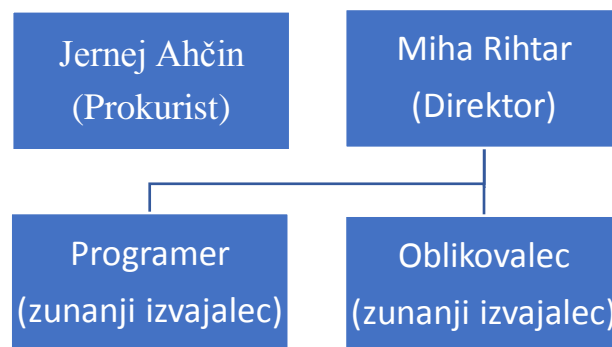 Jernej Ahčin
(Prokurist)
Miha Rihtar
(Direktor)
Programer
(zunanji izvajalec)
Oblikovalec
(zunanji izvajalec)